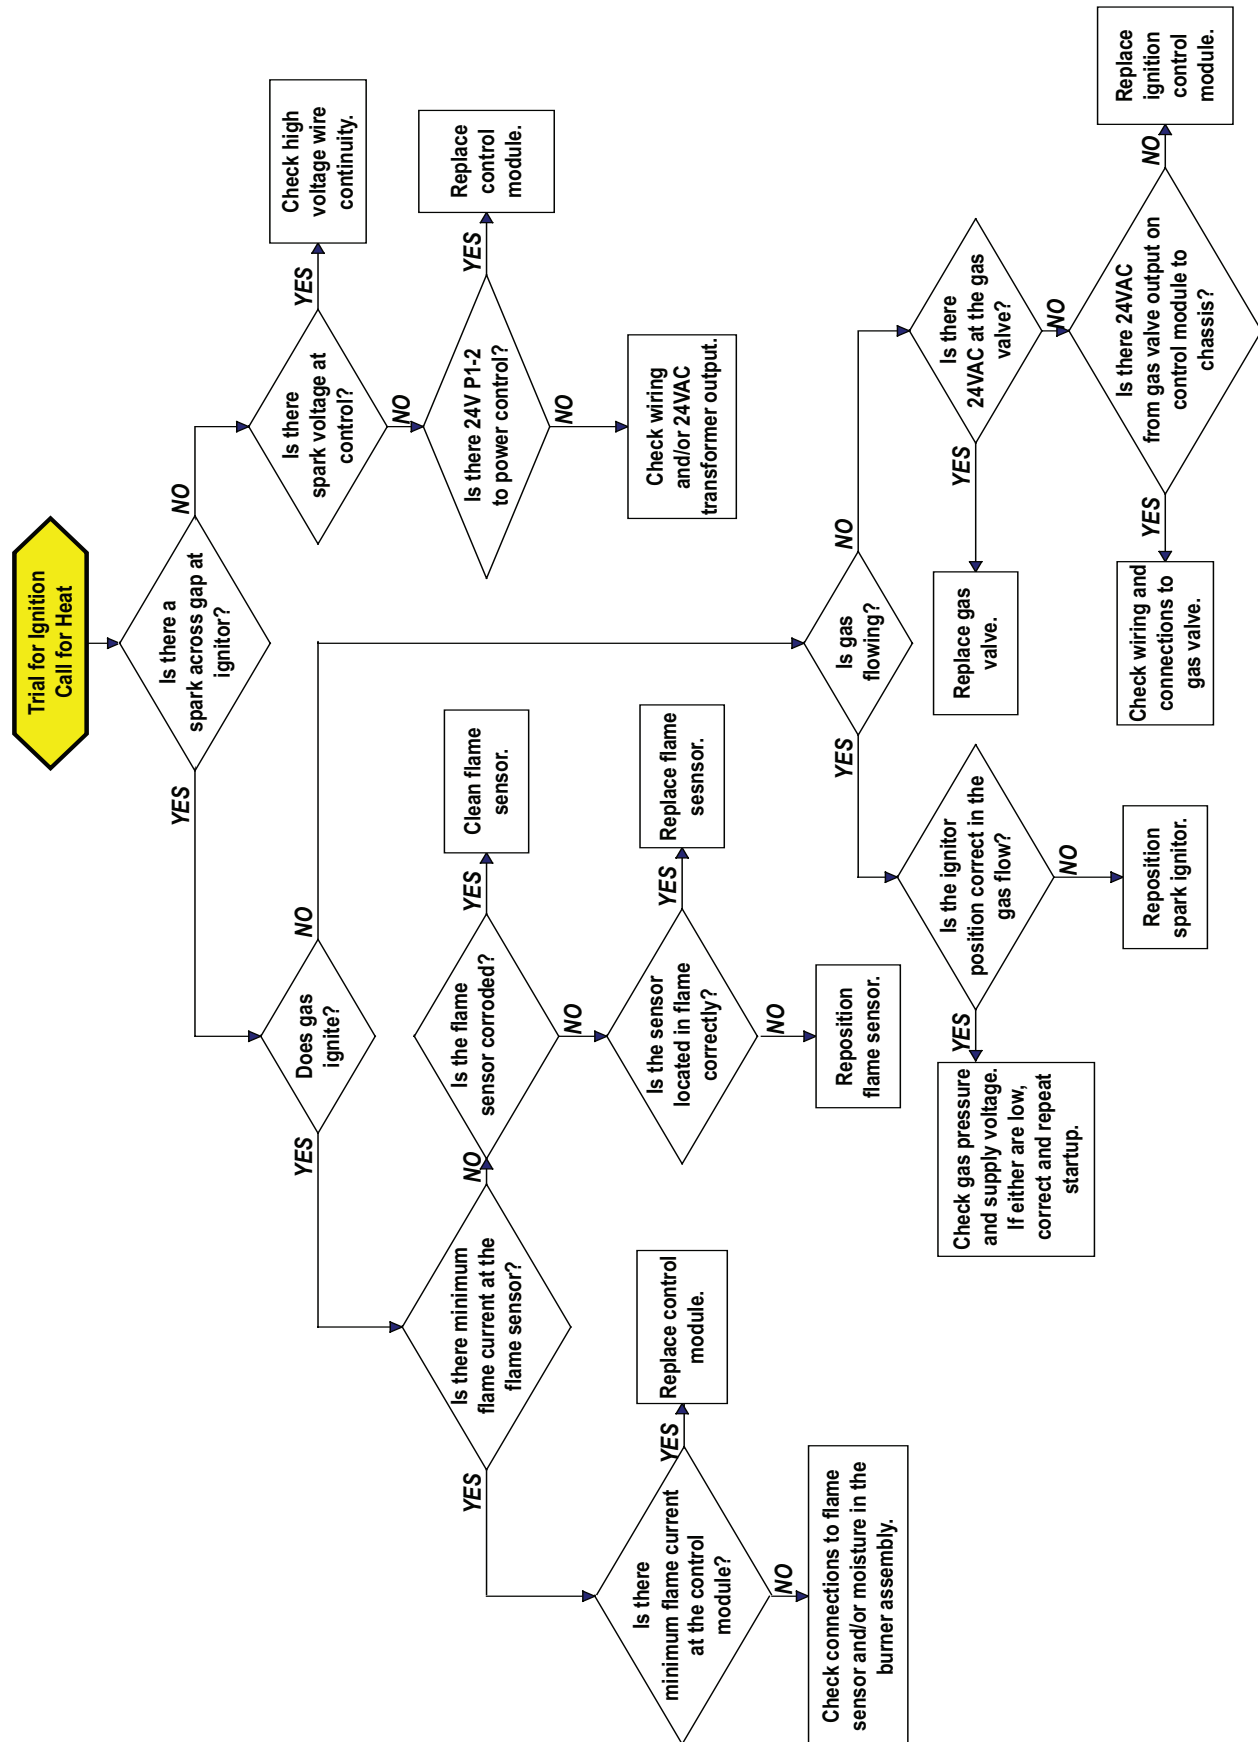 Trial for Ignition
Call for Heat
Is there a
spark across gap at
ignitor?
YES
NO
Does gas
ignite?
YES
NO
Is there
spark voltage at
control?
YES
Check high
voltage wire
continuity.
NO
Is there 24V P1-2
to power control?
YES
Replace
control
module.
NO
Check wiring
and/or 24VAC
transformer output.
Is there minimum
flame current at the
flame sensor?
YES
NO
Is the flame
sensor corroded?
YES
Clean flame
sensor.
NO
Is the sensor
located in flame
correctly?
YES
Replace flame
sesnsor.
NO
Reposition
flame sensor.
Is there
minimum flame current
at the control
module?
YES
Replace control
module.
NO
Check connections to flame
sensor and/or moisture in the
burner assembly.
Is gas
flowing?
YES
NO
Is the ignitor
position correct in the
gas flow?
YES
Check gas pressure
and supply voltage.
If either are low,
correct and repeat
startup.
NO
Reposition
spark ignitor.
Is there
24VAC at the gas
valve?
YES
Replace gas
valve.
NO
Is there 24VAC
from gas valve output on
control module to
chassis?
YES
Check wiring and
connections to
gas valve.
NO
Replace
ignition
control
module.